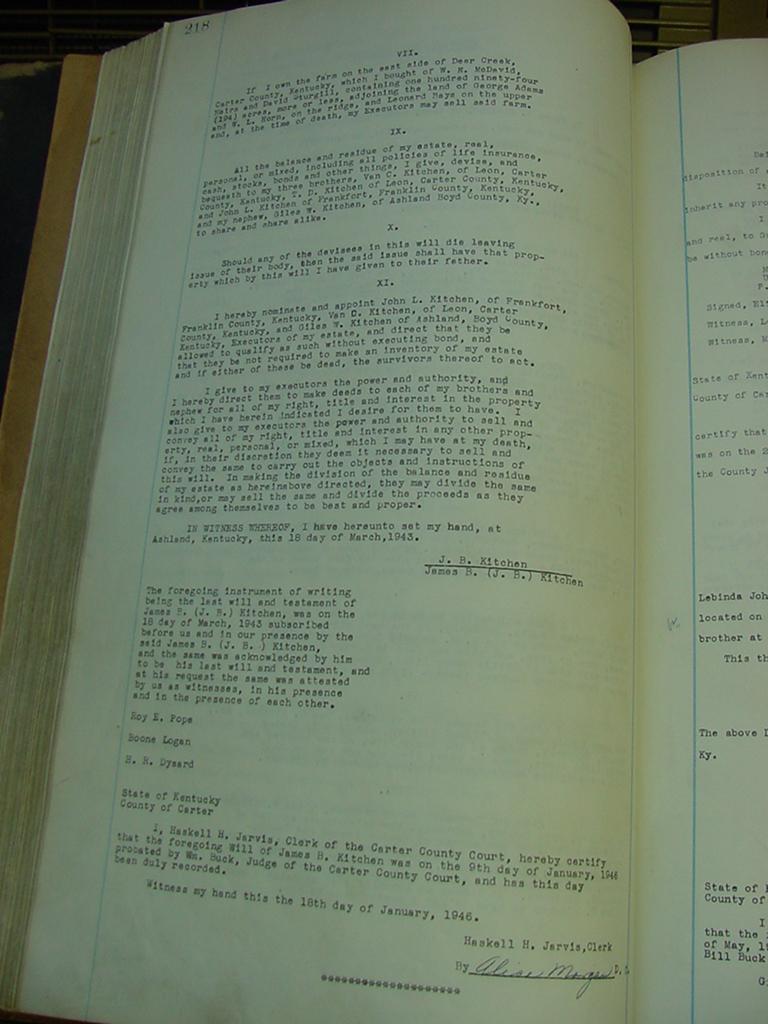 218
VII.
If I own the farm on the east side of Deer Creek,
Carter County, Kentucky, which I bought of W. H. McDavid,
Heirs and David Sturgill, containing one hundred ninety-four
(194) acres, more or less, adjoining the land of George Adams
and W. L. Horn, on the ridge, and Leonard Mays on the upper
end, at the time of death, my Executors may sell said farm.
IX.
All the balance and residue of my estate, real,
personal, or mixed, including all policies of life insurance,
cash, stocks, bonds and other things, I give, devise, and
bequeath to my three brothers, Van C. Kitchen, of Leon, Carter
County, Kentucky, T. D. Kitchen of Leon, Carter County, Kentucky,
and John L. Kitchen of Frankfort, Franklin County, Kentucky,
and my nephew, Giles W. Kitchen, of Ashland Boyd County, Ky.,
to share and share alike.
X.
Should any of the devisees in this will die leaving
issue of their body, then the said issue shall have that prop-
erty which by this will I have given to their father.
XI.
I hereby nominate and appoint John L. Kitchen, of Frankfort,
Franklin County, Kentucky, Van C. Kitchen, of Leon, Carter
County, Kentucky, and Giles W. Kitchen of Ashland, Boyd County,
Kentucky, Executors of my estate, and direct that they be
allowed to qualify as such without executing bond, and
that they be not required to make an inventory of my estate
and if either of these be dead, the survivors thereof to act.
I give to my executors the power and authority, and
I hereby direct them to make deeds to each of my brothers and
nephew for all of my right, title and interest in the property
which I have herein indicated I desire for them to have. I
also give to my executors the power and authority to sell and
convey all of my right, title and interest in any other prop-
erty, real, personal, or mixed, which I may have at my death,
if, in their discretion they deem it necessary to sell and
convey the same to carry out the objects and instructions of
this will. In making the division of the balance and residue
of my estate as hereinabove directed, they may divide the same
in kind,or may sell the same and divide the proceeds as they
agree among themselves to be best and proper.
IN WITNESS WHEREOF, I have hereunto set my hand, at
Ashland, Kentucky, this 18 day of March,1943.
J. B. Kitchen
James B. (J. B.) Kitchen
The foregoing instrument of writing
being the last will and testament of
James B. (J. B.) Kitchen, was on the
18 day of March, 1943 subscribed
before us and in our presence by the
said James B. (J. B. ) Kitchen,
and the same was acknowledged by him
to be his last will and testament, and
at his request the same was attested
by us as witnesses, in his presence
and in the presence of each other.
Roy E. Pope
Boone Logan
H. R. Dysard
State of Kentucky
County of Carter
I, Haskell H. Jarvis, Clerk of the Carter County Court, hereby certify
that the foregoing Will of James B. Kitchen was on the 9th day of January, 1946
probated by Wm. Buck, Judge of the Carter County Court, and has this day
been duly recorded.
Witness my hand this the 18th day of January, 1946.
Haskell H. Jarvis,Clerk
By
disposition of
It
inherit any pro
I
and real, to
be without bon
Signed, El
Witness, L
Witness, M
State of Kent
County of Ca
certify that
was on the 2
the County J
Lebinda Joh
located on
brother at
This th
The above
Ky.
State of
County of
I
that the
of May, 1
Bill Buck
G